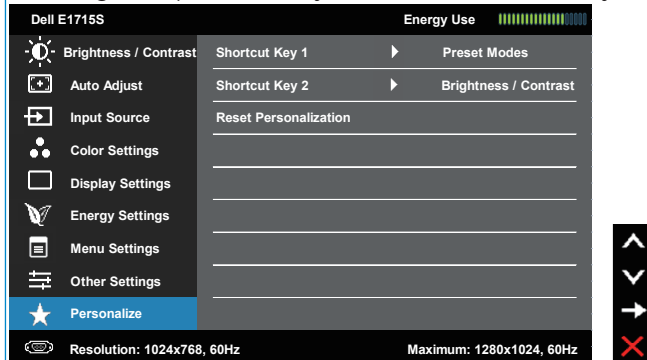 Dell E1715S Energy Use
Brightness / Contrast Shortcut Key 1 Preset Modes
Auto Adjust Shortcut Key 2 Brightness / Contrast
Input Source Reset Personalization
Color Settings
Display Settings
Energy Settings
Menu Settings
Other Settings
Personalize
Resolution: 1024x768, 60Hz Maximum: 1280x1024, 60Hz